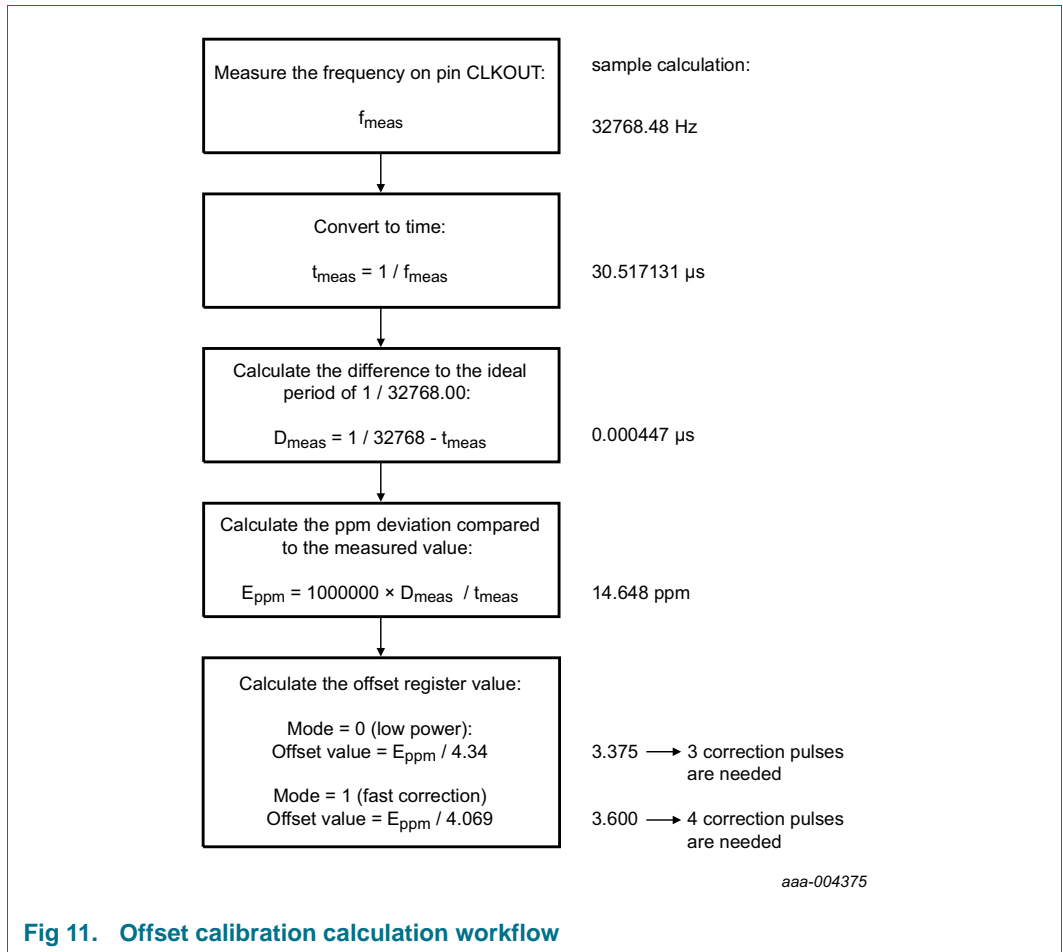 Measure the frequency on pin CLKOUT:
fmeas
sample calculation:
32768.48 Hz
Convert to time:
tmeas = 1 / fmeas
30.517131 µs
Calculate the difference to the ideal
period of 1 / 32768.00:
Dmeas = 1 / 32768 - tmeas
0.000447 µs
Calculate the ppm deviation compared
to the measured value:
Eppm = 1000000 × Dmeas / tmeas
14.648 ppm
Calculate the offset register value:
Mode = 0 (low power):
Offset value = Eppm / 4.34
3.375 → 3 correction pulses
are needed
Mode = 1 (fast correction)
Offset value = Eppm / 4.069
3.600 → 4 correction pulses
are needed
aaa-004375
Fig 11. Offset calibration calculation workflow